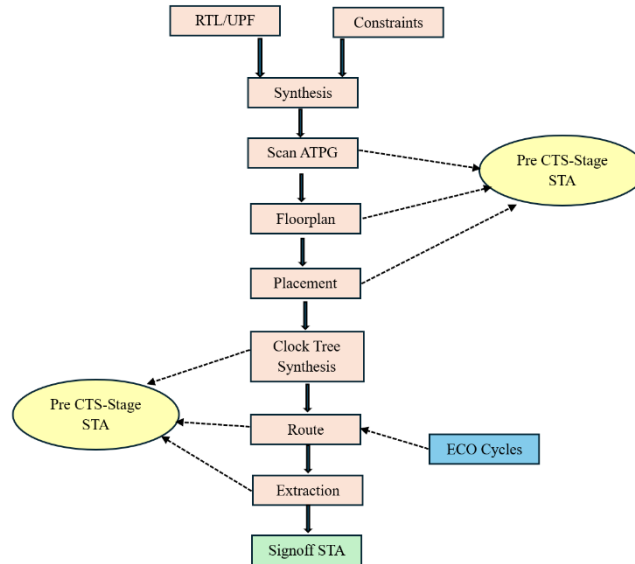 RTL/UPF
Constraints
Synthesis
Scan ATPG
Pre CTS-Stage
STA
Floorplan
Placement
Clock Tree
Synthesis
Pre CTS-Stage
STA
Route
ECO Cycles
Extraction
Signoff STA